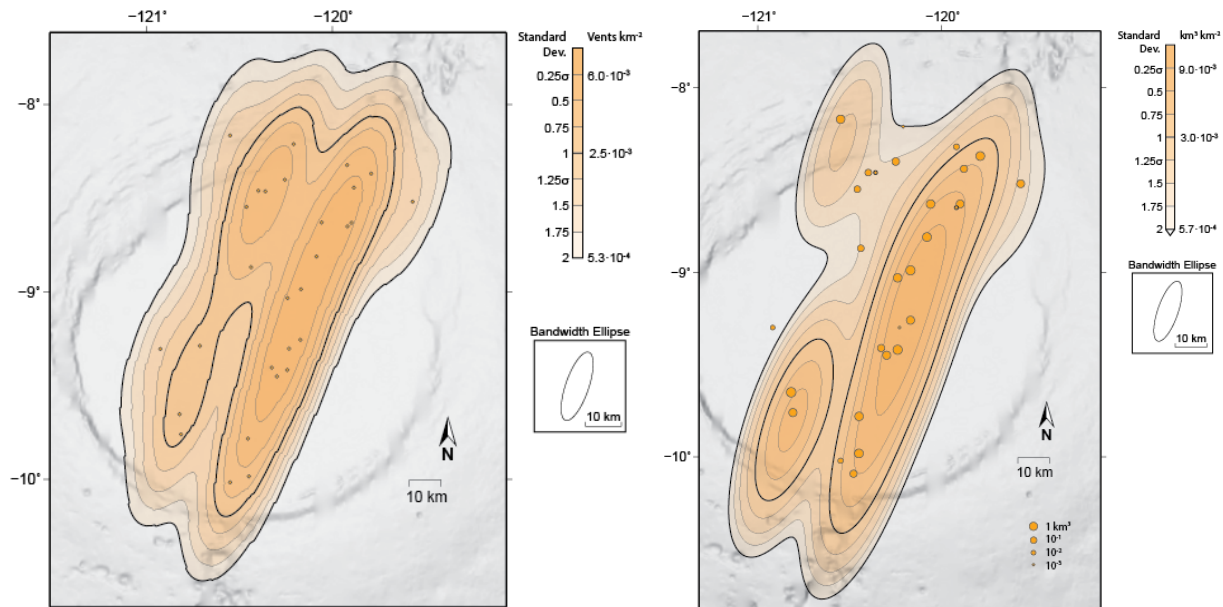 −121° −120°
−8°
−9°
−10°
Standard Dev. Vents km⁻²
0.25σ 6.0·10⁻³
0.5
0.75
1 2.5·10⁻³
1.25σ
1.5
1.75
2 5.3·10⁻⁴
Bandwidth Ellipse
10 km
N
10 km
−121° −120°
−8°
−9°
−10°
Standard Dev. km³ km⁻²
0.25σ 9.0·10⁻³
0.5
0.75
1 3.0·10⁻³
1.25σ
1.5
1.75
2 5.7·10⁻⁴
Bandwidth Ellipse
10 km
N
10 km
1 km³
10⁻¹
10⁻²